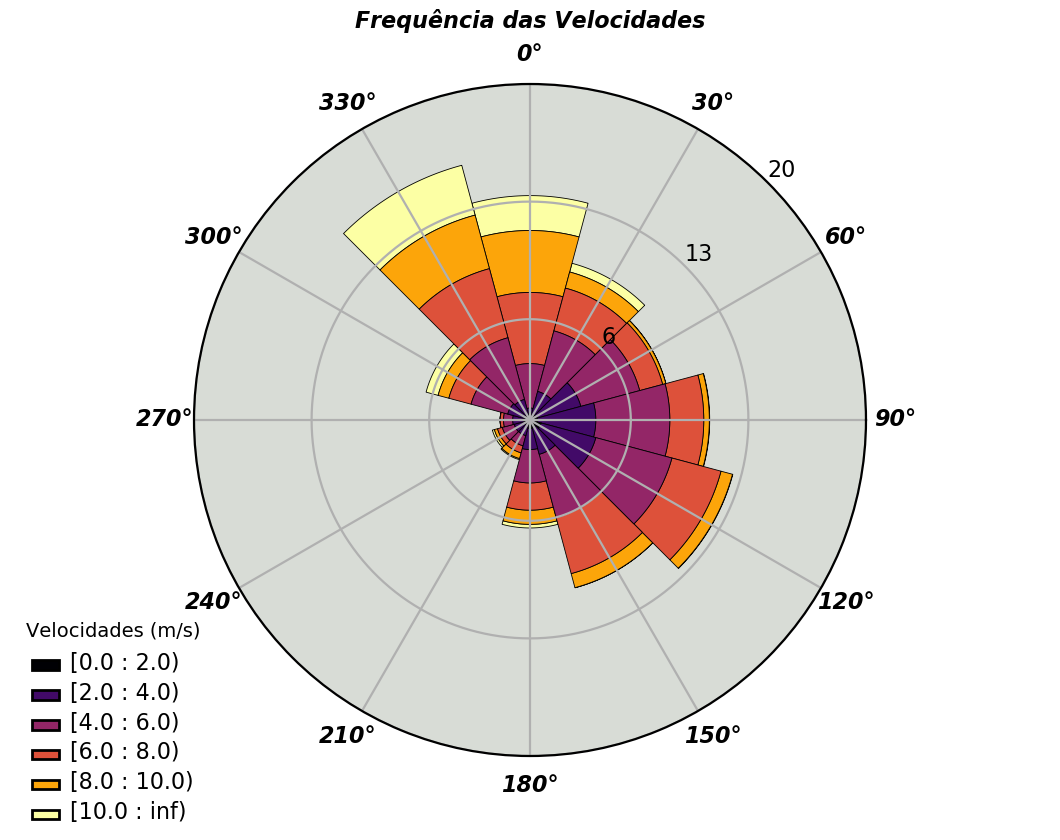 Frequência das Velocidades
0°
330°
30°
20
300°
60°
13
6
270°
90°
240°
120°
210°
150°
180°
Velocidades (m/s)
[0.0 : 2.0)
[2.0 : 4.0)
[4.0 : 6.0)
[6.0 : 8.0)
[8.0 : 10.0)
[10.0 : inf)